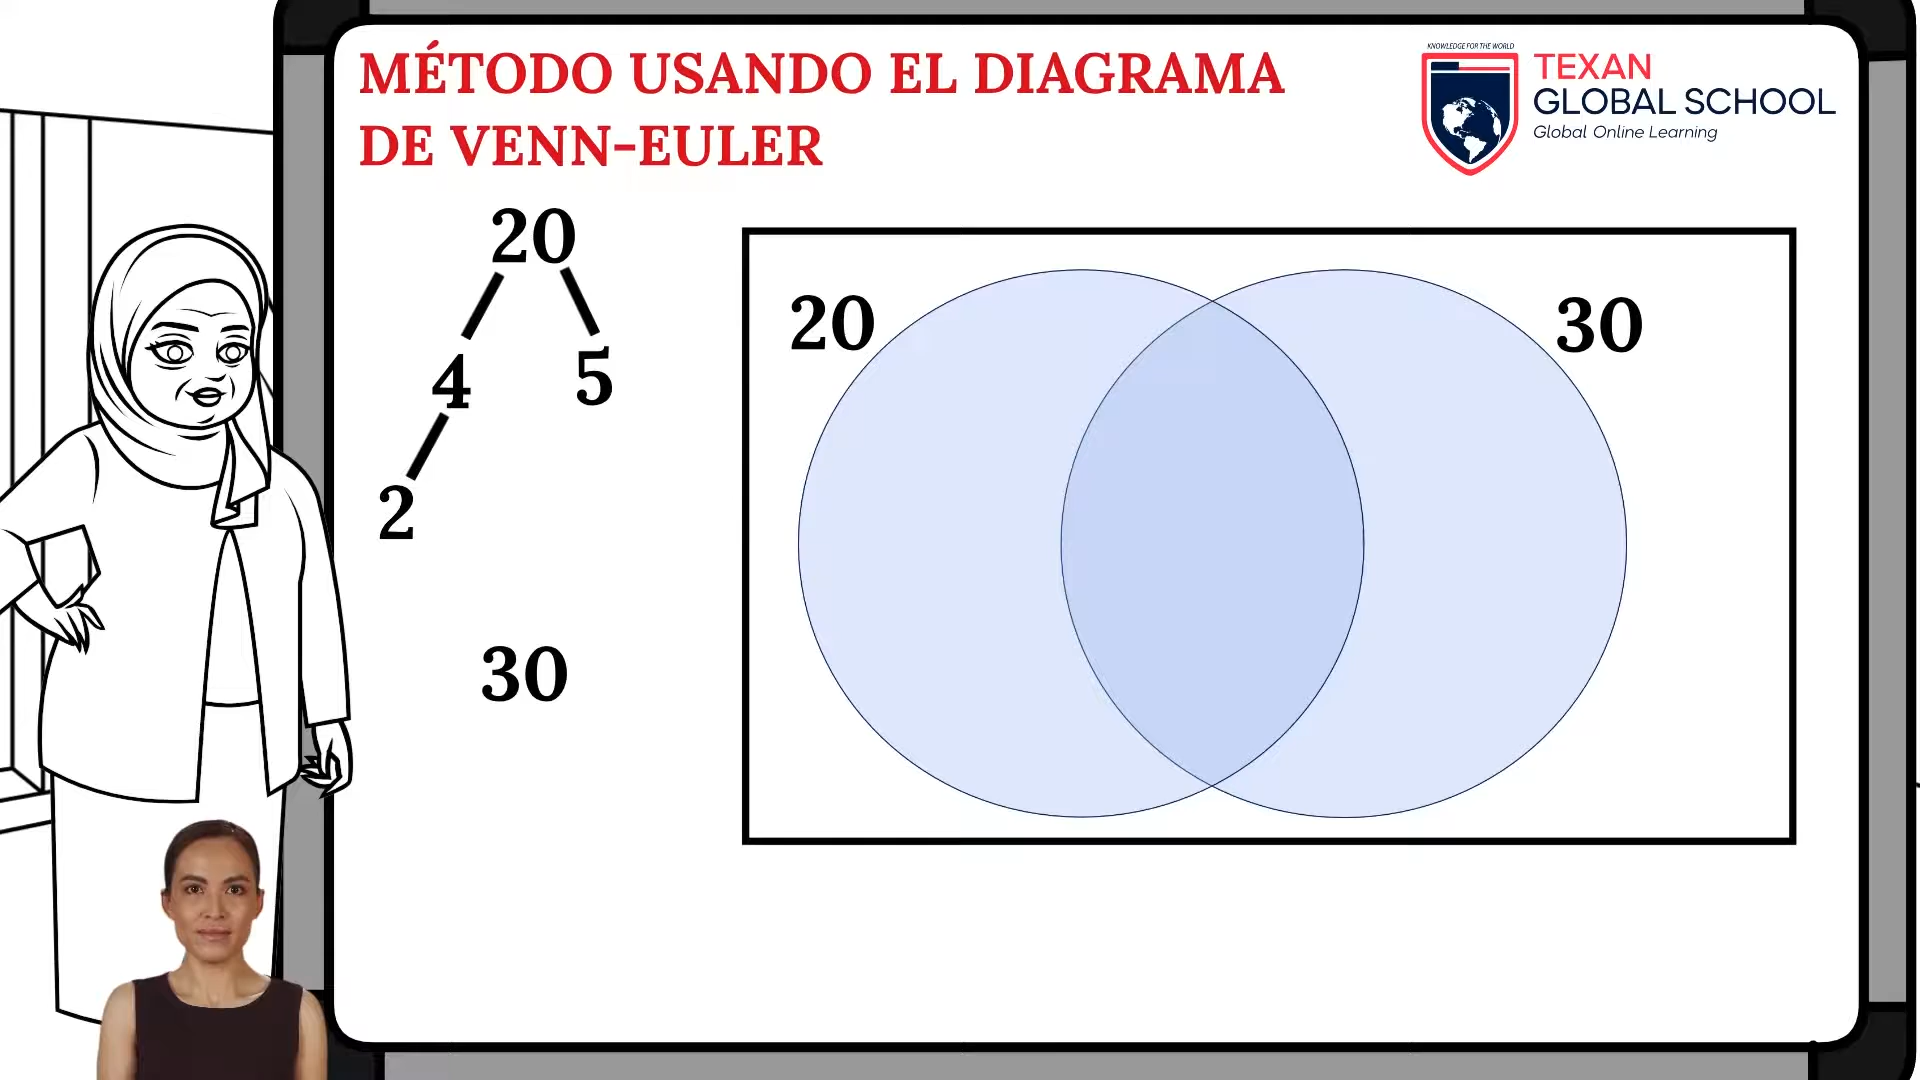 MÉTODO USANDO EL DIAGRAMA
DE VENN-EULER
KNOWLEDGE FOR THE WORLD
TEXAN
GLOBAL SCHOOL
Global Online Learning
20
4 5
2
30
20
30